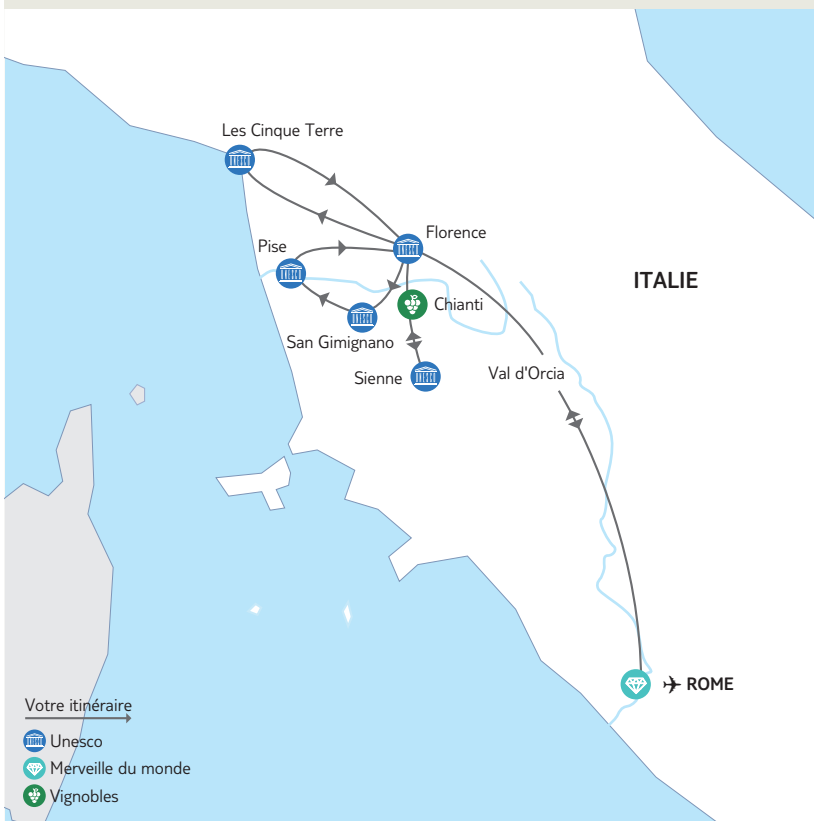 Les Cinque Terre
Florence
Pise
ITALIE
Chianti
San Gimignano
Val d'Orcia
Sienne
ROME
Votre itinéraire
UNESCO
Unesco
Merveille du monde
Vignobles